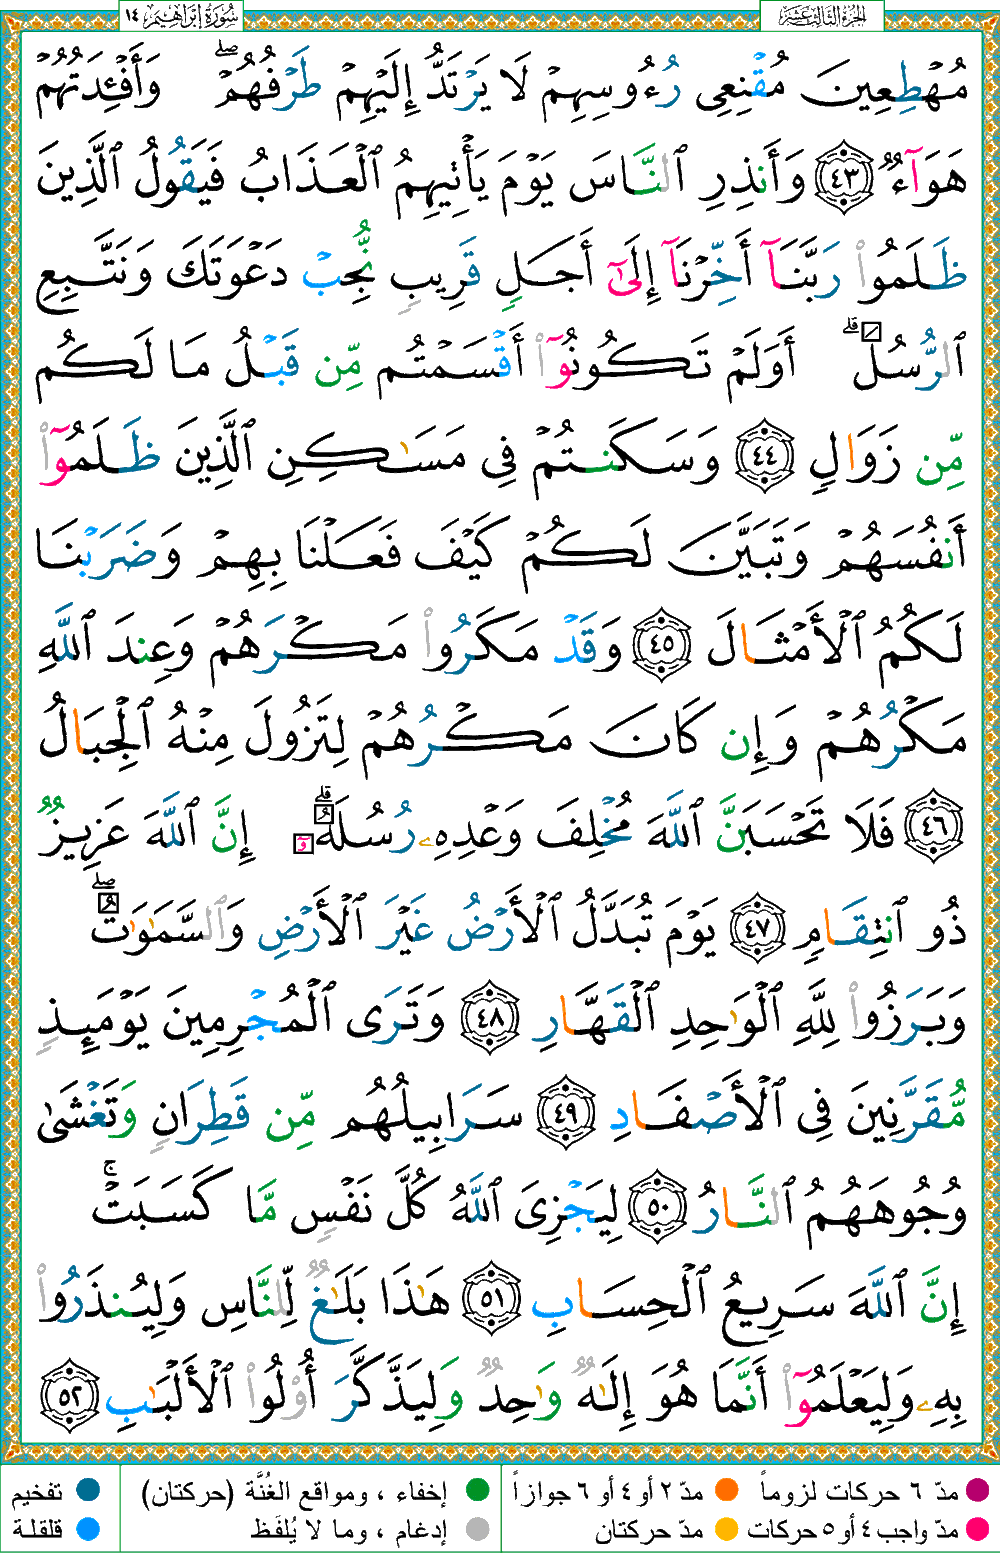 الجزء الثالث عشر
سورة إبراهيم ١٤
مُهْطِعِينَ مُقْنِعِى رُءُوسِهِمْ لَا يَرْتَدُّ إِلَيْهِمْ طَرْفُهُمْ ۖ وَأَفْـِٔدَتُهُمْ
هَوَآءٌ ٤٣ وَأَنذِرِ ٱلنَّاسَ يَوْمَ يَأْتِيهِمُ ٱلْعَذَابُ فَيَقُولُ ٱلَّذِينَ
ظَلَمُوا۟ رَبَّنَآ أَخِّرْنَآ إِلَىٰٓ أَجَلٍ قَرِيبٍ نُّجِبْ دَعْوَتَكَ وَنَتَّبِعِ
ٱلرُّسُلَ ۗ أَوَلَمْ تَكُونُوٓا۟ أَقْسَمْتُم مِّن قَبْلُ مَا لَكُم
مِّن زَوَالٍ ٤٤ وَسَكَنتُمْ فِى مَسَـٰكِنِ ٱلَّذِينَ ظَلَمُوٓا۟
أَنفُسَهُمْ وَتَبَيَّنَ لَكُمْ كَيْفَ فَعَلْنَا بِهِمْ وَضَرَبْنَا
لَكُمُ ٱلْأَمْثَالَ ٤٥ وَقَدْ مَكَرُوا۟ مَكْرَهُمْ وَعِندَ ٱللَّهِ
مَكْرُهُمْ وَإِن كَانَ مَكْرُهُمْ لِتَزُولَ مِنْهُ ٱلْجِبَالُ
٤٦ فَلَا تَحْسَبَنَّ ٱللَّهَ مُخْلِفَ وَعْدِهِۦ رُسُلَهُۥٓ ۗ إِنَّ ٱللَّهَ عَزِيزٌ
ذُو ٱنتِقَامٍ ٤٧ يَوْمَ تُبَدَّلُ ٱلْأَرْضُ غَيْرَ ٱلْأَرْضِ وَٱلسَّمَـٰوَٰتُ ۖ
وَبَرَزُوا۟ لِلَّهِ ٱلْوَٰحِدِ ٱلْقَهَّارِ ٤٨ وَتَرَى ٱلْمُجْرِمِينَ يَوْمَئِذٍ
مُّقَرَّنِينَ فِى ٱلْأَصْفَادِ ٤٩ سَرَابِيلُهُم مِّن قَطِرَانٍ وَتَغْشَىٰ
وُجُوهَهُمُ ٱلنَّارُ ٥٠ لِيَجْزِىَ ٱللَّهُ كُلَّ نَفْسٍ مَّا كَسَبَتْ ۚ
إِنَّ ٱللَّهَ سَرِيعُ ٱلْحِسَابِ ٥١ هَـٰذَا بَلَـٰغٌ لِّلنَّاسِ وَلِيُنذَرُوا۟
بِهِۦ وَلِيَعْلَمُوٓا۟ أَنَّمَا هُوَ إِلَـٰهٌ وَٰحِدٌ وَلِيَذَّكَّرَ أُو۟لُوا۟ ٱلْأَلْبَـٰبِ ٥٢
مدّ ٦ حركات لزوماً مدّ ٢ أو ٤ أو ٦ جوازاً إخفاء ، ومواقع الغُنَّة (حركتان) تفخيم
مدّ واجب ٤ أو ٥ حركات مدّ حركتان إدغام ، وما لا يُلفَظ قلقلة